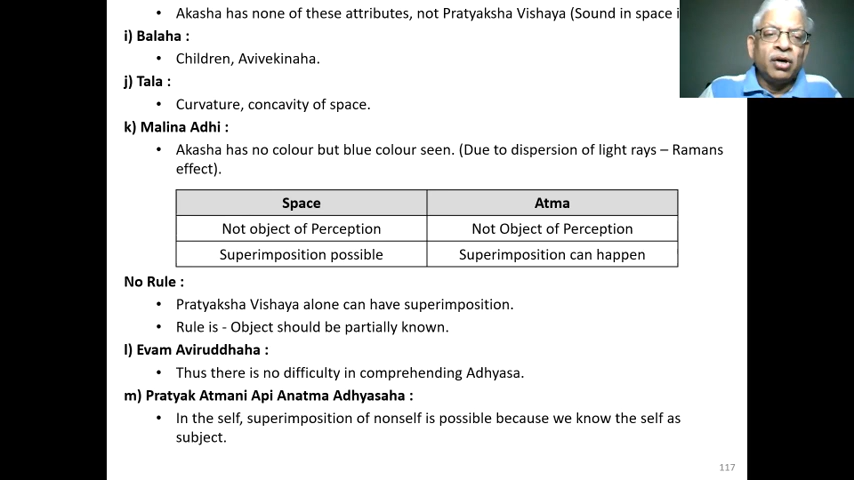 • Akasha has none of these attributes, not Pratyaksha Vishaya (Sound in space i
i) Balaha :
• Children, Avivekinaha.
j) Tala :
• Curvature, concavity of space.
k) Malina Adhi :
• Akasha has no colour but blue colour seen. (Due to dispersion of light rays – Ramans
effect).
Space Atma
Not object of Perception Not Object of Perception
Superimposition possible Superimposition can happen
No Rule :
• Pratyaksha Vishaya alone can have superimposition.
• Rule is - Object should be partially known.
l) Evam Aviruddhaha :
• Thus there is no difficulty in comprehending Adhyasa.
m) Pratyak Atmani Api Anatma Adhyasaha :
• In the self, superimposition of nonself is possible because we know the self as
subject.
117